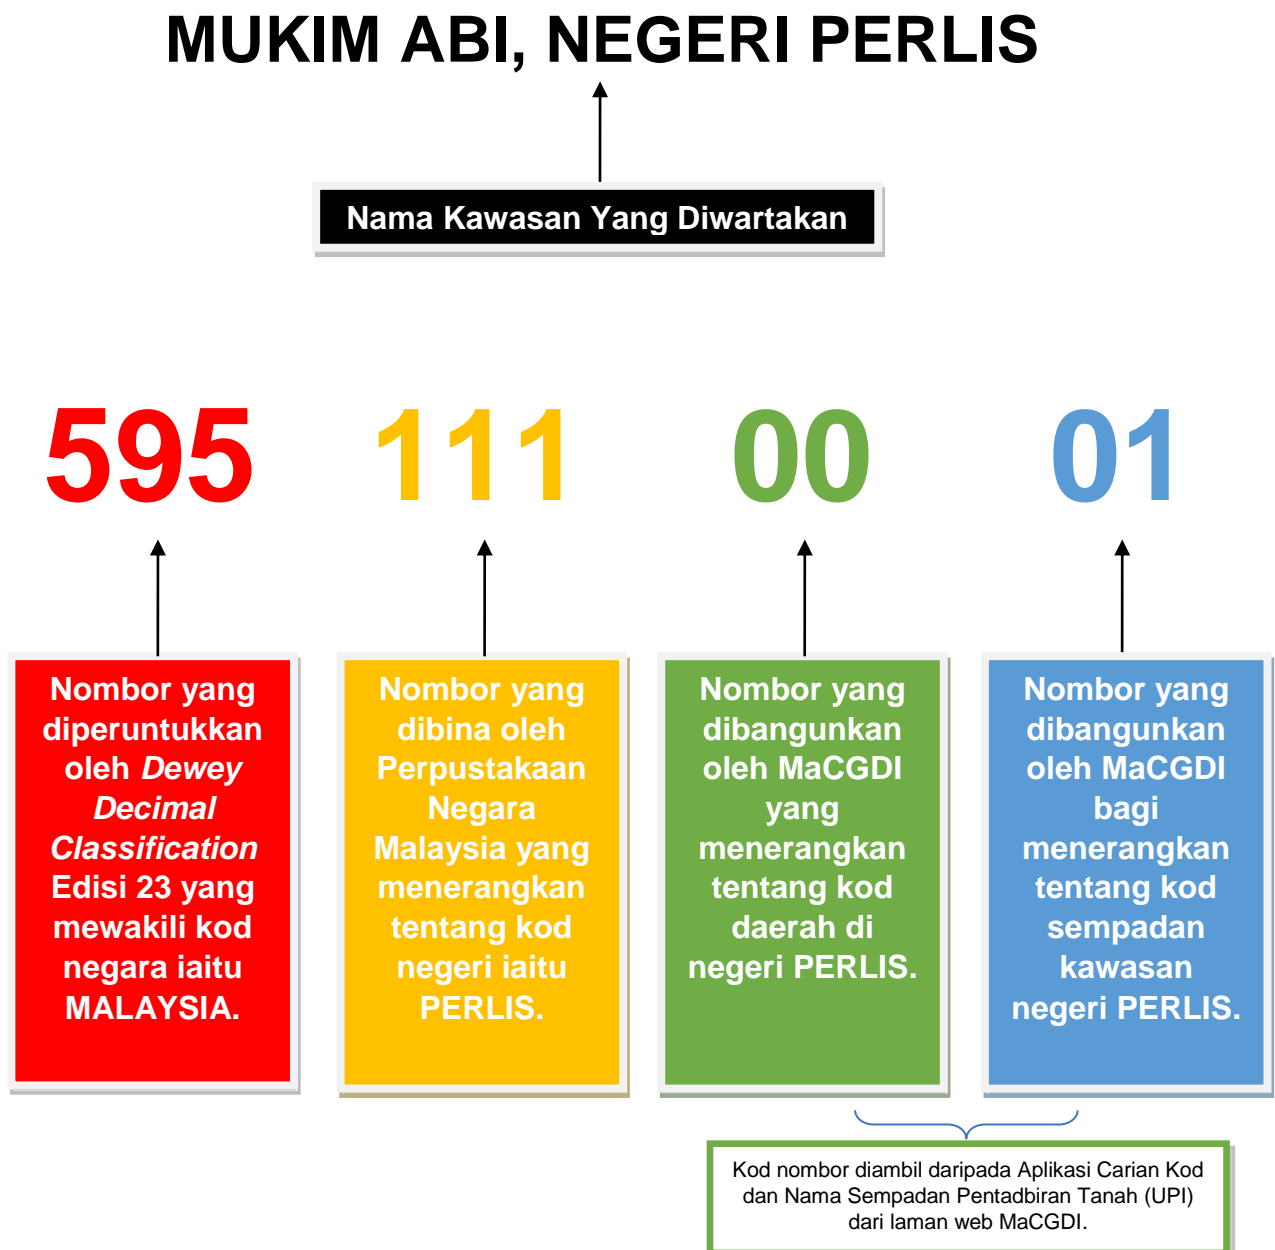 MUKIM ABI, NEGERI PERLIS
Nama Kawasan Yang Diwartakan
595
111
00
01
Nombor yang
diperuntukkan
oleh Dewey
Decimal
Classification
Edisi 23 yang
mewakili kod
negara iaitu
MALAYSIA.
Nombor yang
dibina oleh
Perpustakaan
Negara
Malaysia yang
menerangkan
tentang kod
negeri iaitu
PERLIS.
Nombor yang
dibangunkan
oleh MaCGDI
yang
menerangkan
tentang kod
daerah di
negeri PERLIS.
Nombor yang
dibangunkan
oleh MaCGDI
bagi
menerangkan
tentang kod
sempadan
kawasan
negeri PERLIS.
Kod nombor diambil daripada Aplikasi Carian Kod
dan Nama Sempadan Pentadbiran Tanah (UPI)
dari laman web MaCGDI.